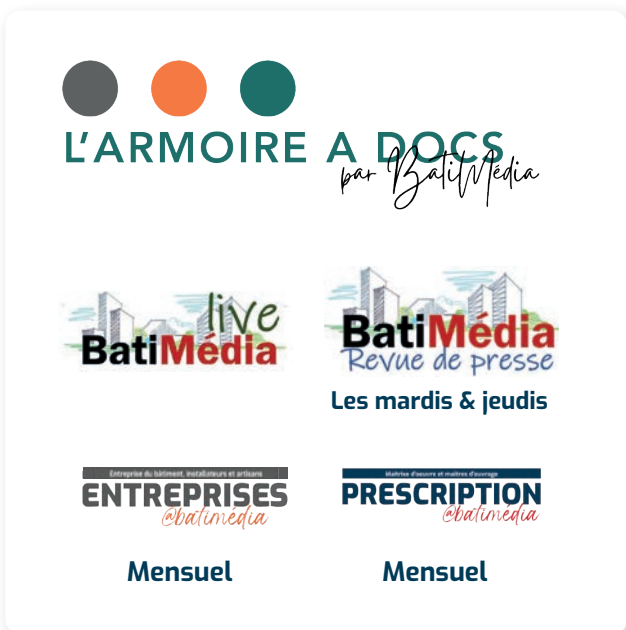 L'ARMOIRE A DOCS
par BatiMédia
live
BatiMédia
BatiMédia
Revue de presse
Les mardis & jeudis
Entreprise du bâtiment, installateurs et artisans
ENTREPRISES
@batimédia
Mensuel
Maîtrise d'oeuvre et maîtres d'ouvrage
PRESCRIPTION
@batimédia
Mensuel